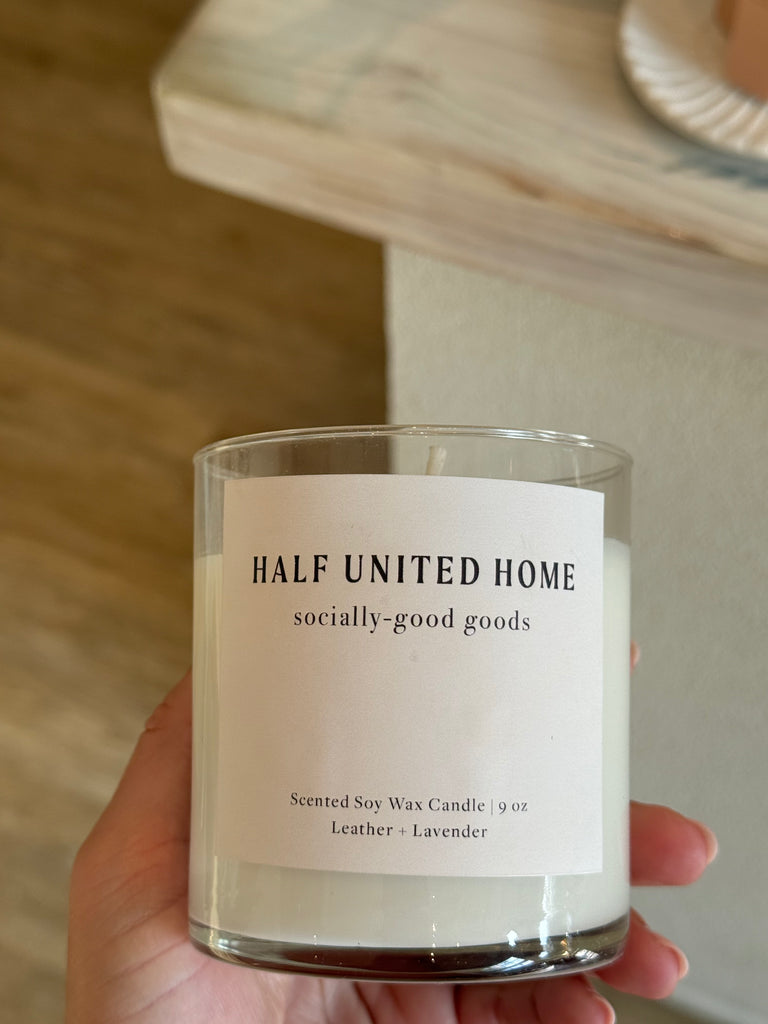 HALF UNITED HOME
socially-good goods
Scented Soy Wax Candle | 9 oz
Leather + Lavender